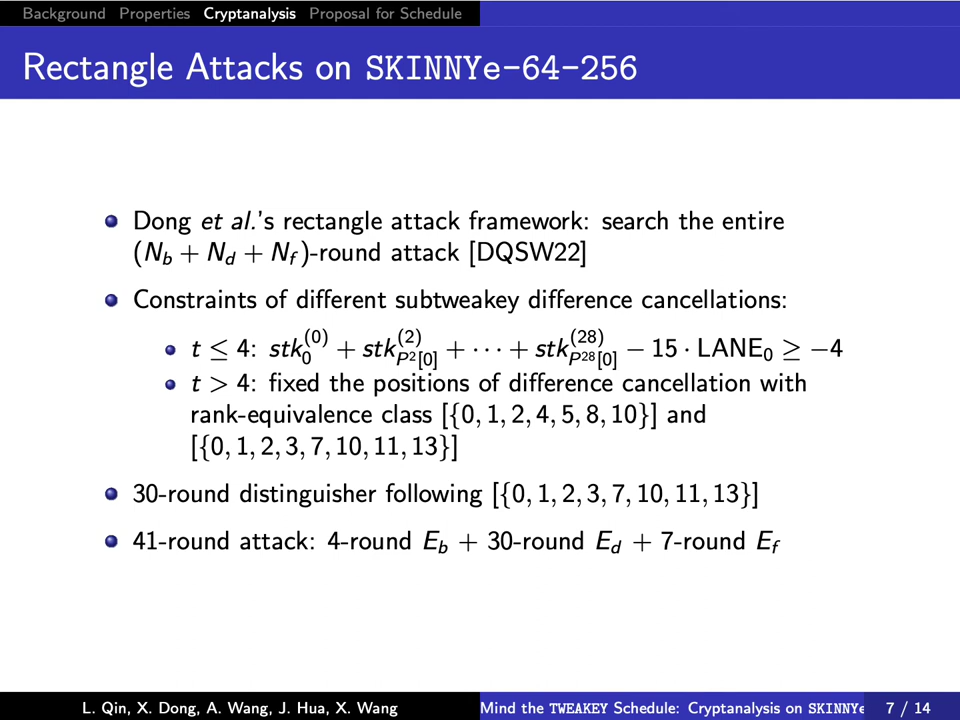 Background Properties Cryptanalysis Proposal for Schedule
Rectangle Attacks on SKINNYe-64-256
Dong et al.'s rectangle attack framework: search the entire
(N_b + N_d + N_f)-round attack [DQSW22]
Constraints of different subtweakey difference cancellations:
t ≤ 4: stk_0^(0) + stk_{P^2[0]}^(2) + ··· + stk_{P^28[0]}^(28) − 15 · LANE_0 ≥ −4
t > 4: fixed the positions of difference cancellation with
rank-equivalence class [{0, 1, 2, 4, 5, 8, 10}] and
[{0, 1, 2, 3, 7, 10, 11, 13}]
30-round distinguisher following [{0, 1, 2, 3, 7, 10, 11, 13}]
41-round attack: 4-round E_b + 30-round E_d + 7-round E_f
L. Qin, X. Dong, A. Wang, J. Hua, X. Wang
Mind the TWEAKEY Schedule: Cryptanalysis on SKINNYe
7 / 14